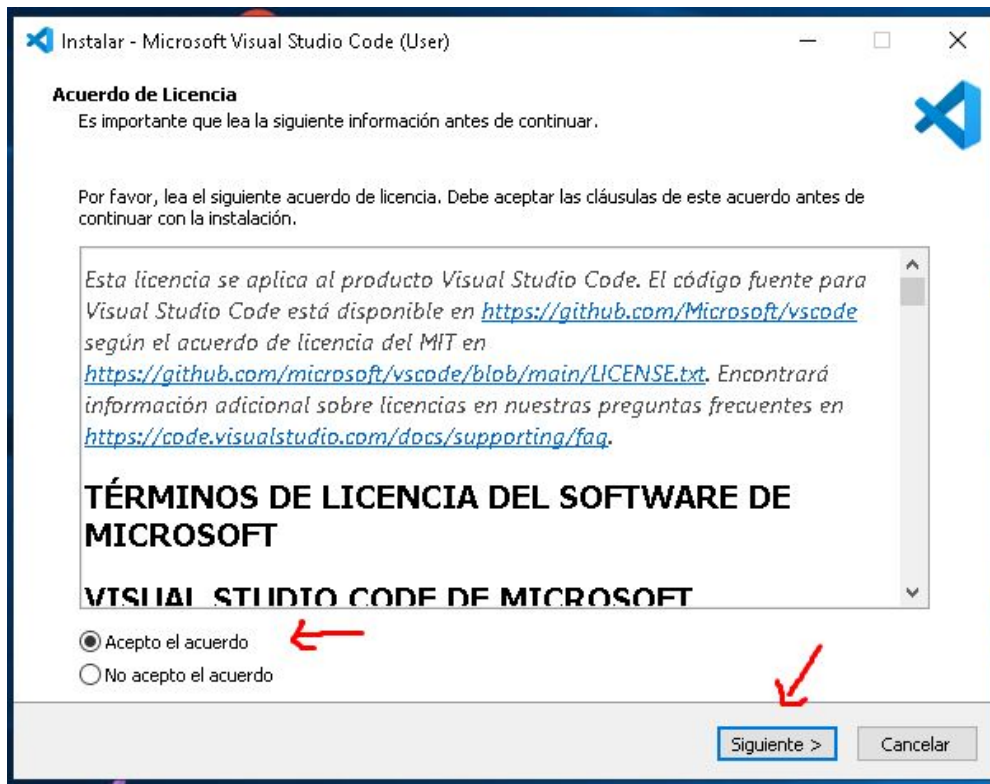 Instalar - Microsoft Visual Studio Code (User)
Acuerdo de Licencia
Es importante que lea la siguiente información antes de continuar.
Por favor, lea el siguiente acuerdo de licencia. Debe aceptar las cláusulas de este acuerdo antes de
continuar con la instalación.
Esta licencia se aplica al producto Visual Studio Code. El código fuente para
Visual Studio Code está disponible en https://github.com/Microsoft/vscode
según el acuerdo de licencia del MIT en
https://github.com/microsoft/vscode/blob/main/LICENSE.txt. Encontrará
información adicional sobre licencias en nuestras preguntas frecuentes en
https://code.visualstudio.com/docs/supporting/faq.
TÉRMINOS DE LICENCIA DEL SOFTWARE DE
MICROSOFT
VISUAL STUDIO CODE DE MICROSOFT
Acepto el acuerdo
No acepto el acuerdo
Siguiente >
Cancelar